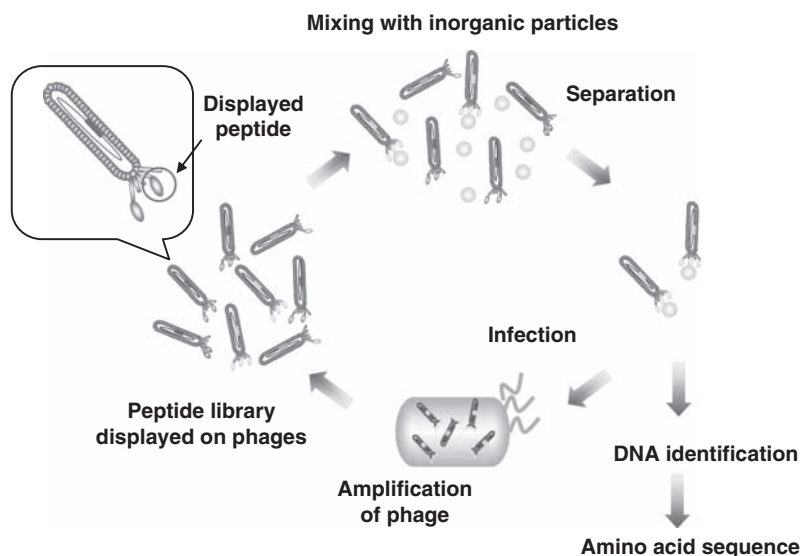 Mixing with inorganic particles
Displayed
peptide
Separation
Infection
Peptide library
displayed on phages
Amplification
of phage
DNA identification
Amino acid sequence